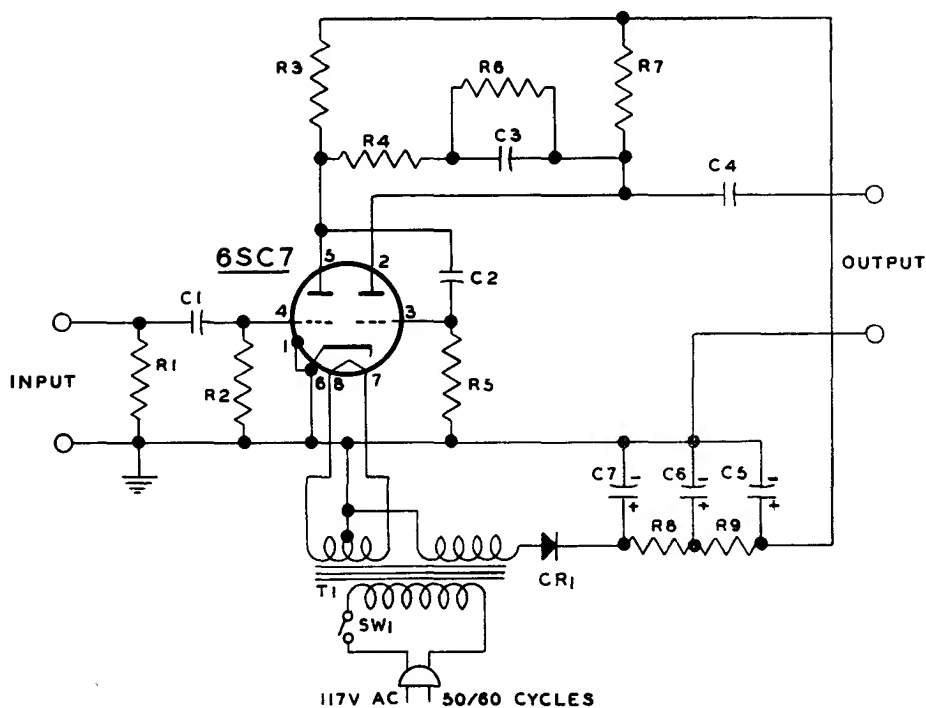 R3
R6
R7
R4
C3
C4
6SC7
5
2
C2
OUTPUT
C1
4
3
1
INPUT
R1
R2
6
8
7
R5
C7
-
C6
-
C5
-
+
+
+
R8
R9
T1
CR1
SW1
117V AC
50/60 CYCLES